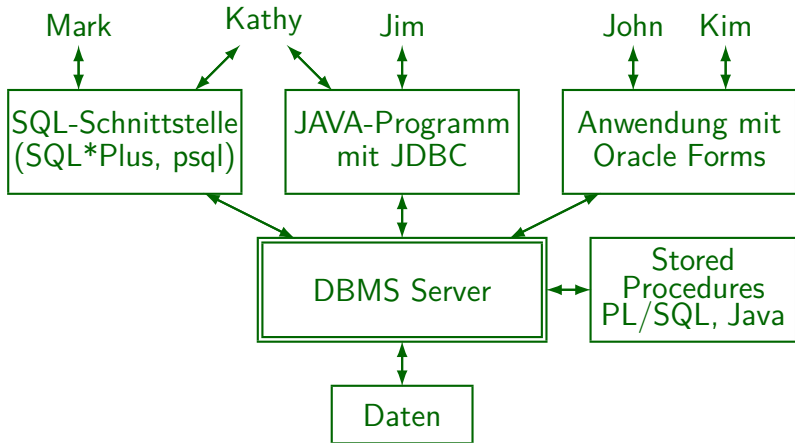 Mark
Kathy
Jim
John
Kim
SQL-Schnittstelle
(SQL*Plus, psql)
JAVA-Programm
mit JDBC
Anwendung mit
Oracle Forms
DBMS Server
Stored
Procedures
PL/SQL, Java
Daten